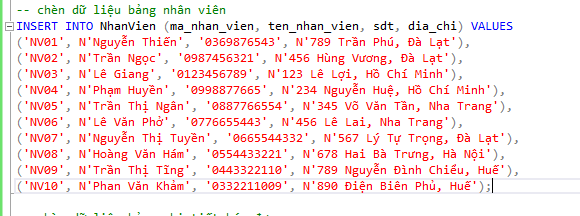 -- chèn dữ liệu bảng nhân viên
INSERT INTO NhanVien (ma_nhan_vien, ten_nhan_vien, sdt, dia_chi) VALUES
('NV01', N'Nguyễn Thiến', '0369876543', N'789 Trần Phú, Đà Lạt'),
('NV02', N'Trần Ngọc', '0987456321', N'456 Hùng Vương, Đà Lạt'),
('NV03', N'Lê Giang', '0123456789', N'123 Lê Lợi, Hồ Chí Minh'),
('NV04', N'Phạm Huyền', '0998877665', N'234 Nguyễn Huệ, Hồ Chí Minh'),
('NV05', N'Trần Thị Ngân', '0887766554', N'345 Võ Văn Tần, Nha Trang'),
('NV06', N'Lê Văn Phở', '0776655443', N'456 Lê Lai, Nha Trang'),
('NV07', N'Nguyễn Thị Tuyền', '0665544332', N'567 Lý Tự Trọng, Đà Lạt'),
('NV08', N'Hoàng Văn Hám', '0554433221', N'678 Hai Bà Trưng, Hà Nội'),
('NV09', N'Trần Thị Tĩng', '0443322110', N'789 Nguyễn Đình Chiểu, Huế'),
('NV10', N'Phan Văn Khảm', '0332211009', N'890 Điện Biên Phủ, Huế');